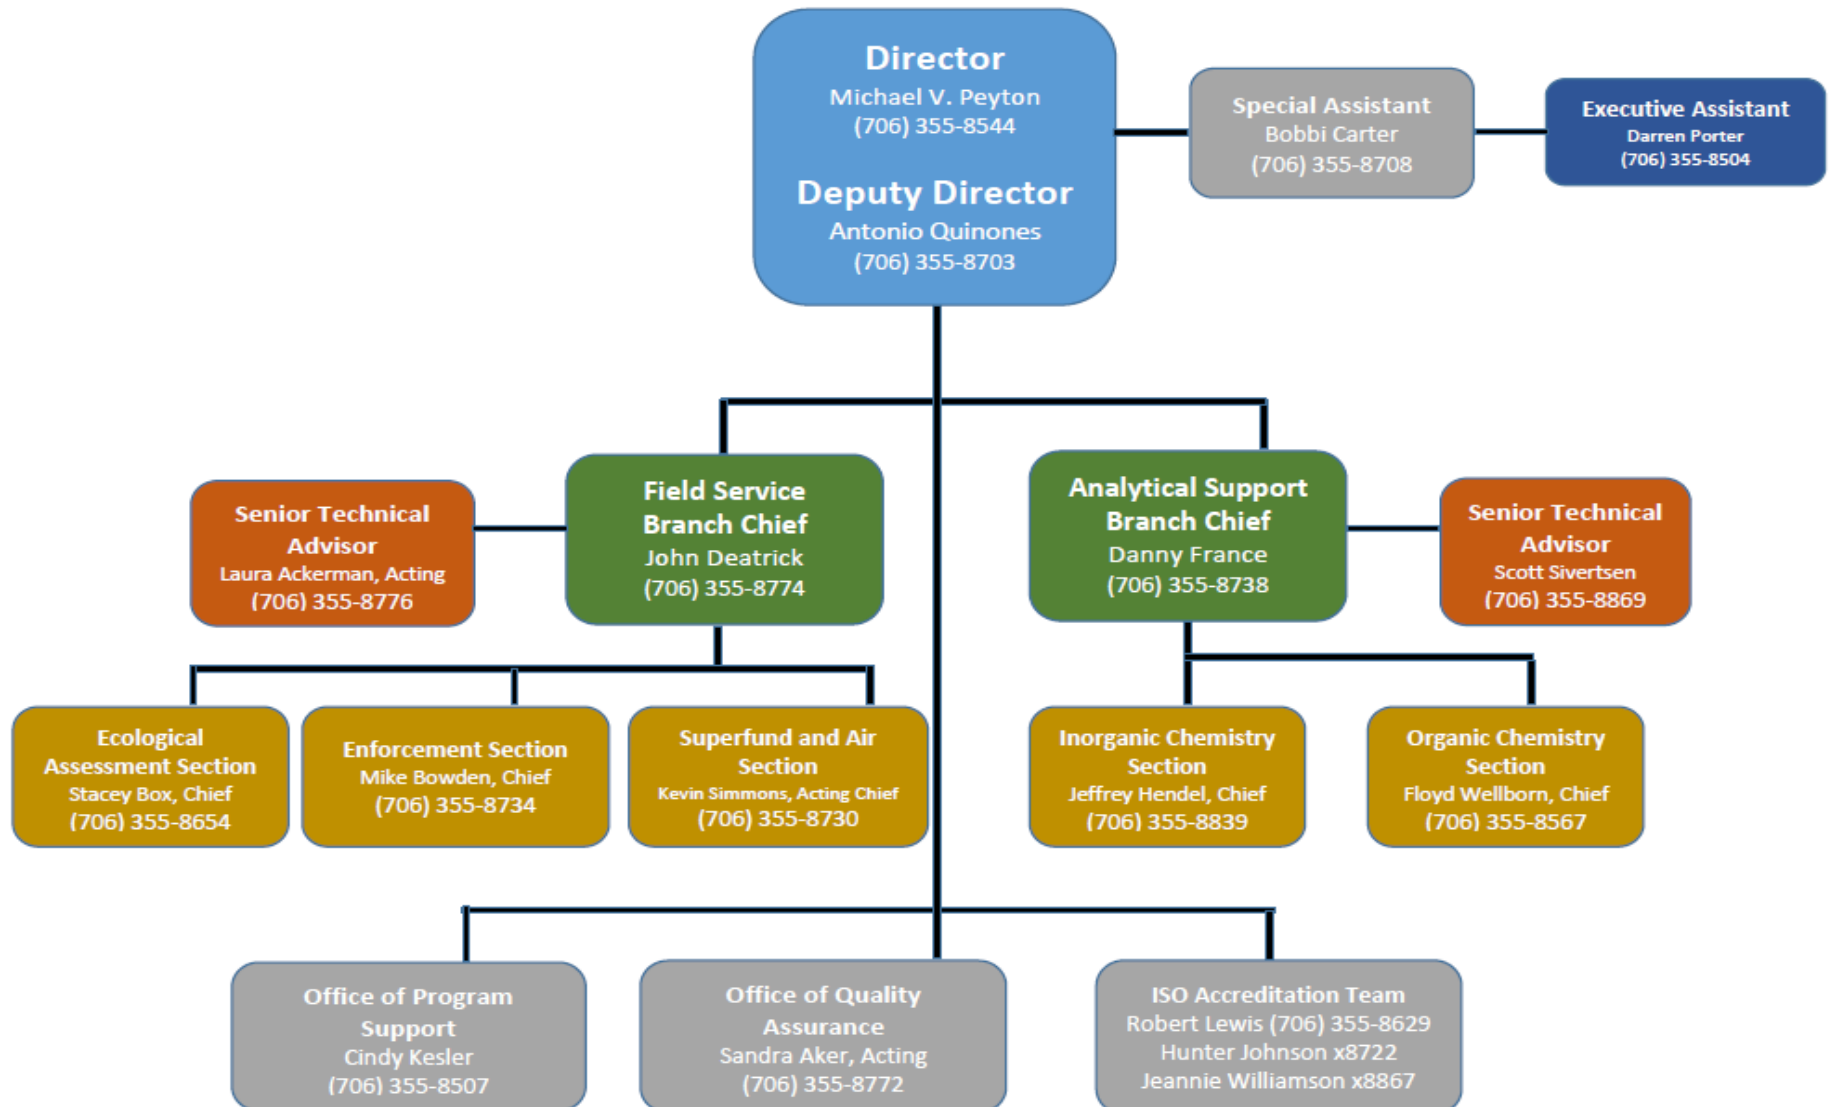 Director
Michael V. Peyton
(706) 355-8544
Deputy Director
Antonio Quinones
(706) 355-8703
Special Assistant
Bobbi Carter
(706) 355-8708
Executive Assistant
Darren Porter
(706) 355-8504
Senior Technical
Advisor
Laura Ackerman, Acting
(706) 355-8776
Field Service
Branch Chief
John Deatrick
(706) 355-8774
Analytical Support
Branch Chief
Danny France
(706) 355-8738
Senior Technical
Advisor
Scott Sivertsen
(706) 355-8869
Ecological
Assessment Section
Stacey Box, Chief
(706) 355-8654
Enforcement Section
Mike Bowden, Chief
(706) 355-8734
Superfund and Air
Section
Kevin Simmons, Acting Chief
(706) 355-8730
Inorganic Chemistry
Section
Jeffrey Hendel, Chief
(706) 355-8839
Organic Chemistry
Section
Floyd Wellborn, Chief
(706) 355-8567
Office of Program
Support
Cindy Kesler
(706) 355-8507
Office of Quality
Assurance
Sandra Aker, Acting
(706) 355-8772
ISO Accreditation Team
Robert Lewis (706) 355-8629
Hunter Johnson x8722
Jeannie Williamson x8867